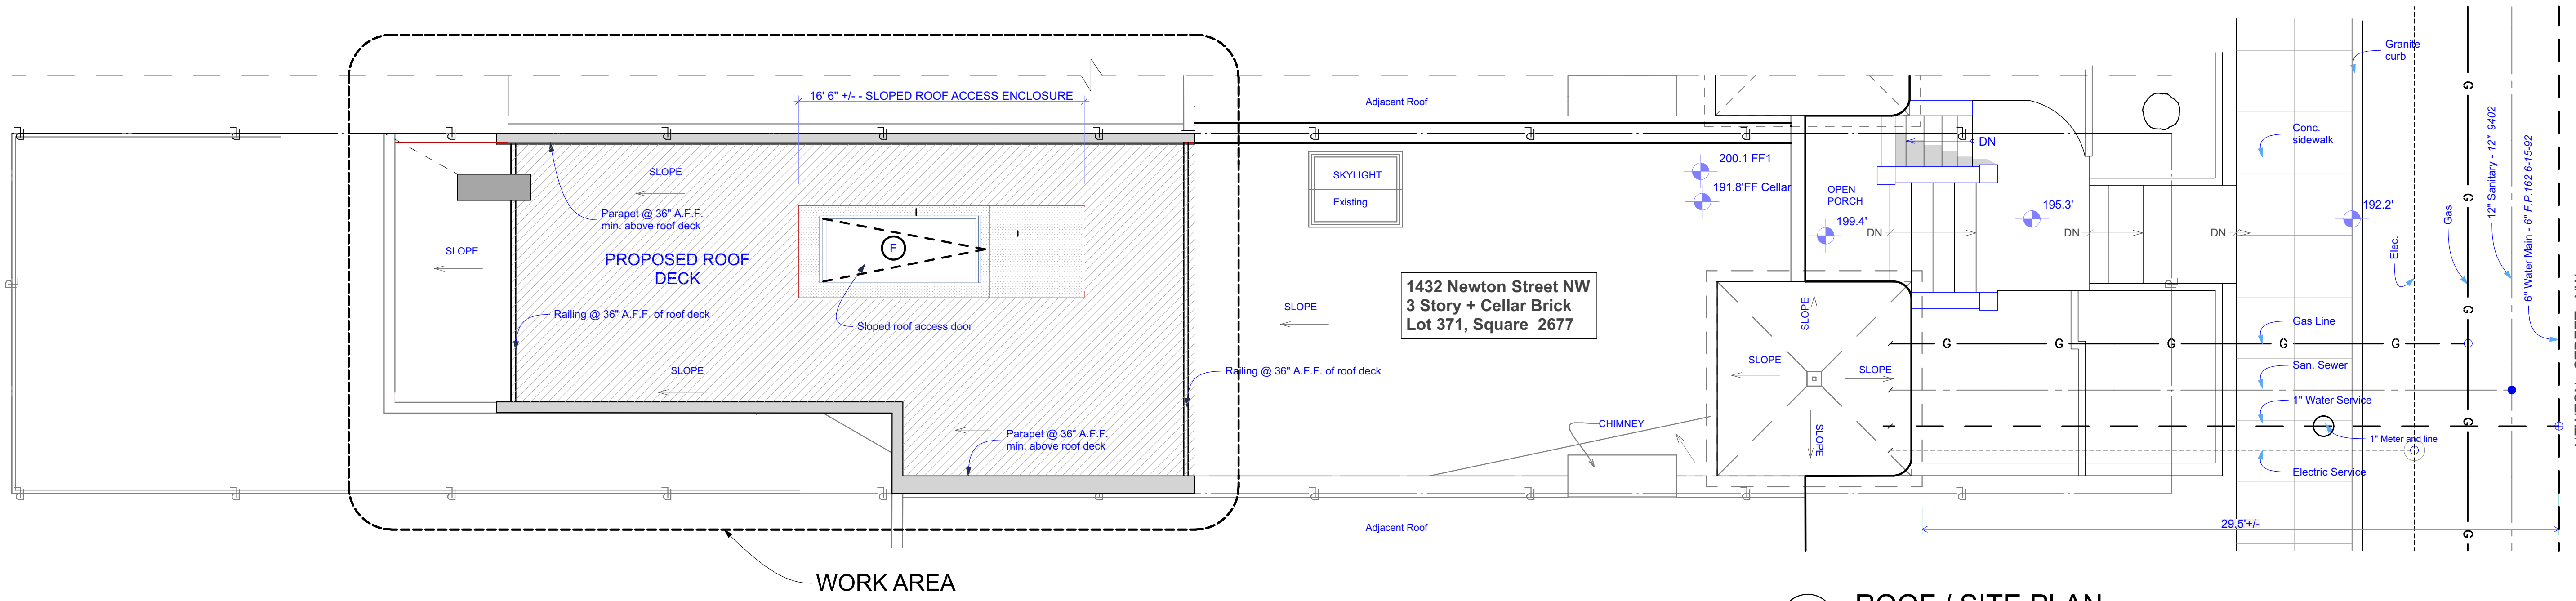 16' 6" +/- - SLOPED ROOF ACCESS ENCLOSURE
Adjacent Roof
SLOPE
Parapet @ 36" A.F.F.
min. above roof deck
SLOPE
PROPOSED ROOF
DECK
F
Railing @ 36" A.F.F. of roof deck
Sloped roof access door
SLOPE
Parapet @ 36" A.F.F.
min. above roof deck
SKYLIGHT
Existing
SLOPE
Railing @ 36" A.F.F. of roof deck
1432 Newton Street NW
3 Story + Cellar Brick
Lot 371, Square 2677
CHIMNEY
Adjacent Roof
200.1 FF1
191.8'FF Cellar
OPEN
PORCH
199.4'
DN
DN
195.3'
DN
DN
192.2'
SLOPE
SLOPE
SLOPE
SLOPE
Granite
curb
Conc.
sidewalk
Elec.
Gas
12" Sanitary - 12" 9402
6" Water Main - 6" F.P.162 6-15-92
G
G
G
G
Gas Line
G
G
G
G
G
San. Sewer
1" Water Service
1" Meter and line
Electric Service
29.5'+/-
WORK AREA
ROOF / SITE PLAN